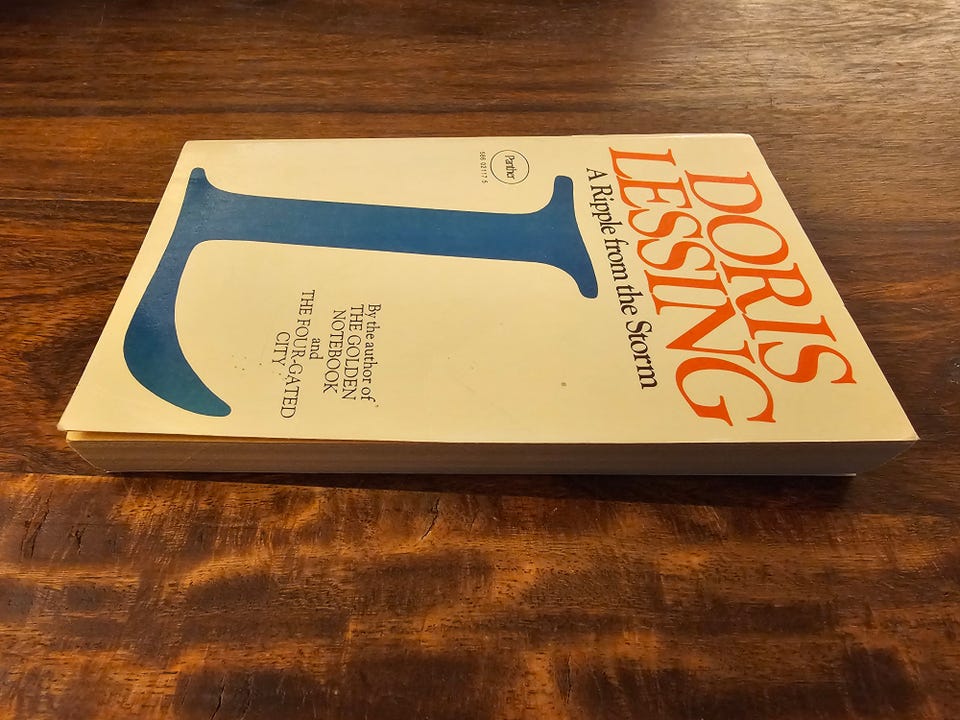 DORIS
LESSING
A Ripple from the Storm
Panther
586 02117 5
L
By the author of
THE GOLDEN
NOTEBOOK
and
THE FOUR-GATED
CITY